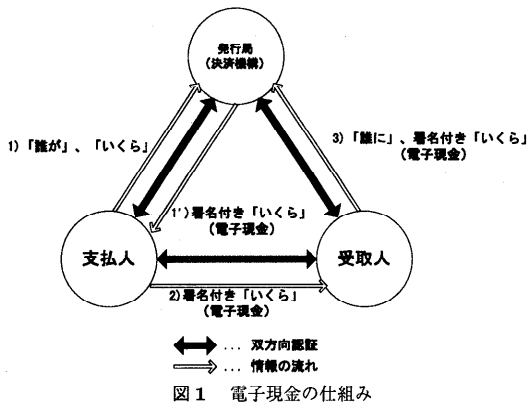 発行局
(決済機構)
1)「誰が」、「いくら」
3)「誰に」、署名付き「いくら」
(電子現金)
1')署名付き「いくら」
(電子現金)
支払人
受取人
2)署名付き「いくら」
(電子現金)
... 双方向認証
... 情報の流れ
図1 電子現金の仕組み